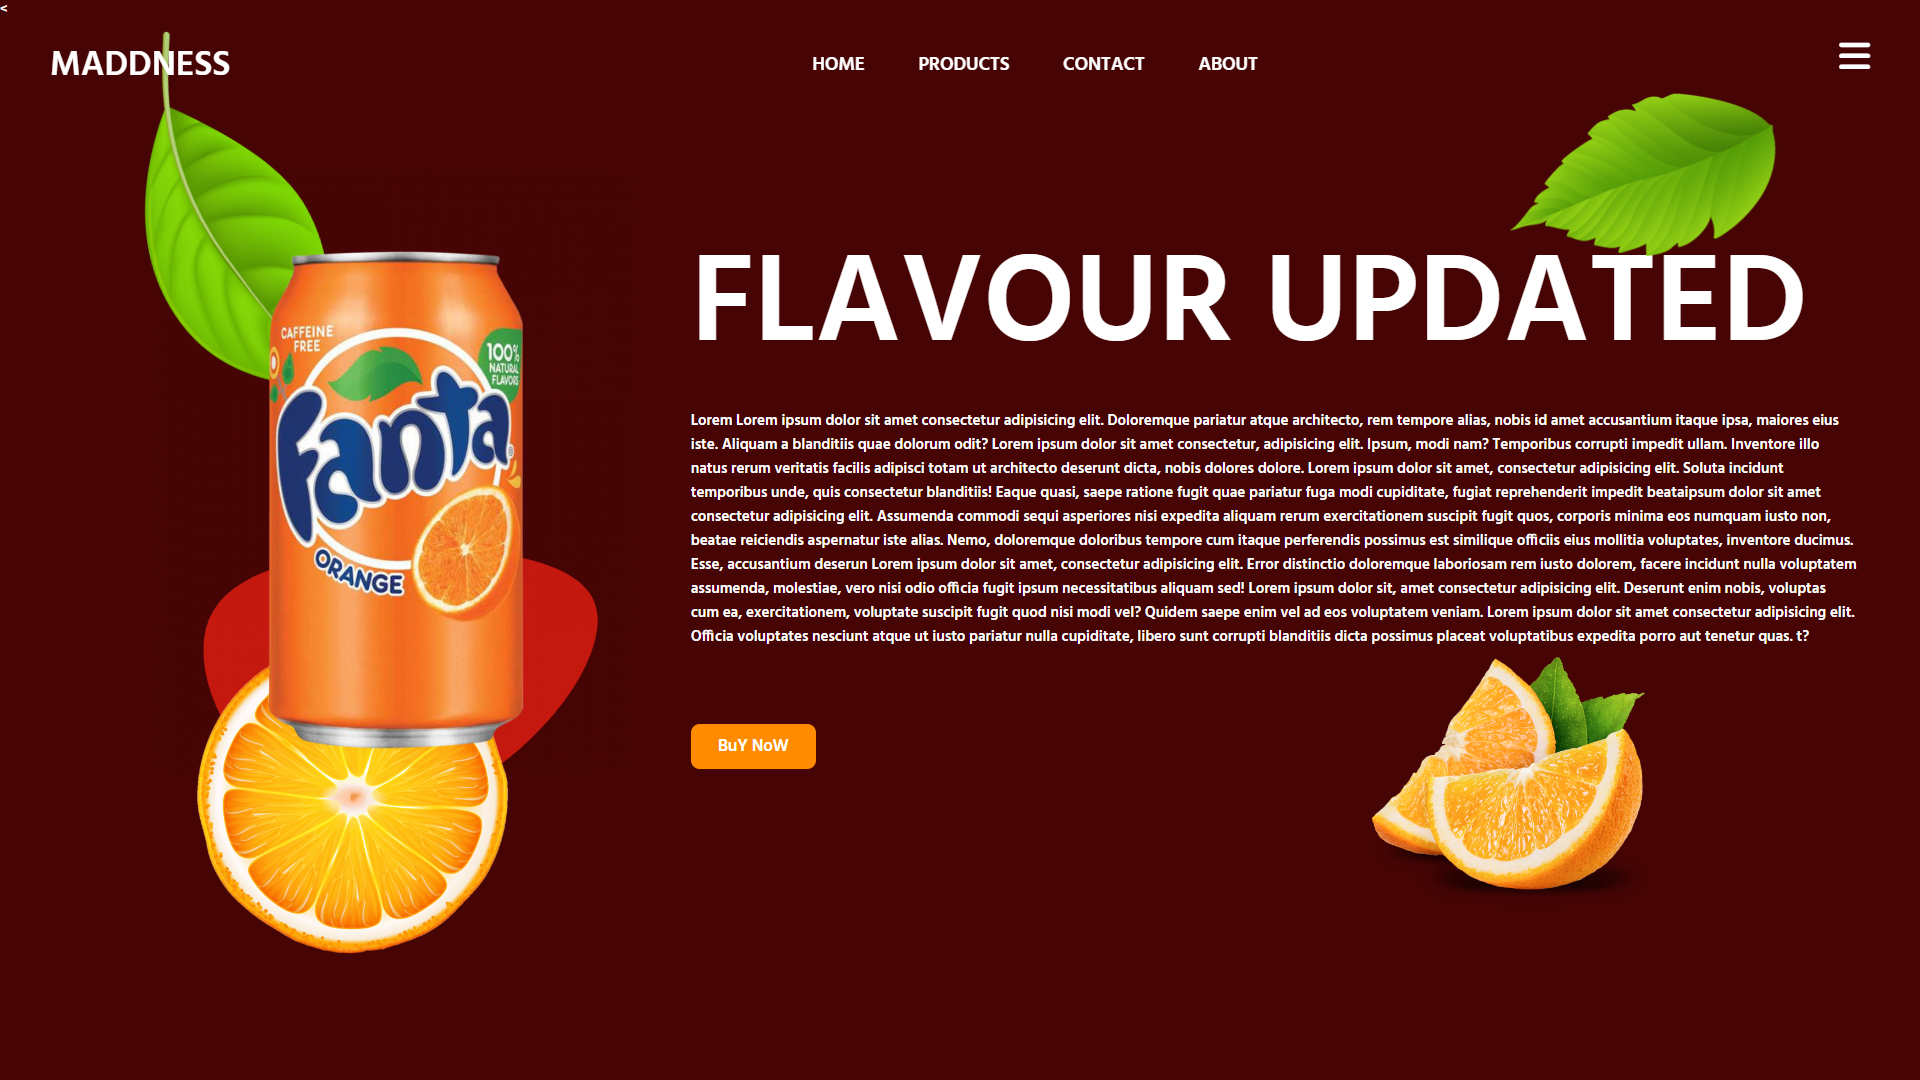 <
MADDNESS
HOME PRODUCTS CONTACT ABOUT
CAFFEINE
FREE
100%
NATURAL
FLAVORS
Fanta
ORANGE
FLAVOUR UPDATED
Lorem Lorem ipsum dolor sit amet consectetur adipisicing elit. Doloremque pariatur atque architecto, rem tempore alias, nobis id amet accusantium itaque ipsa, maiores eius
iste. Aliquam a blanditiis quae dolorum odit? Lorem ipsum dolor sit amet consectetur, adipisicing elit. Ipsum, modi nam? Temporibus corrupti impedit ullam. Inventore illo
natus rerum veritatis facilis adipisci totam ut architecto deserunt dicta, nobis dolores dolore. Lorem ipsum dolor sit amet, consectetur adipisicing elit. Soluta incidunt
temporibus unde, quis consectetur blanditiis! Eaque quasi, saepe ratione fugit quae pariatur fuga modi cupiditate, fugiat reprehenderit impedit beataipsum dolor sit amet
consectetur adipisicing elit. Assumenda commodi sequi asperiores nisi expedita aliquam rerum exercitationem suscipit fugit quos, corporis minima eos numquam iusto non,
beatae reiciendis aspernatur iste alias. Nemo, doloremque doloribus tempore cum itaque perferendis possimus est similique officiis eius mollitia voluptates, inventore ducimus.
Esse, accusantium deserun Lorem ipsum dolor sit amet, consectetur adipisicing elit. Error distinctio doloremque laboriosam rem iusto dolorem, facere incidunt nulla voluptatem
assumenda, molestiae, vero nisi odio officia fugit ipsum necessitatibus aliquam sed! Lorem ipsum dolor sit, amet consectetur adipisicing elit. Deserunt enim nobis, voluptas
cum ea, exercitationem, voluptate suscipit fugit quod nisi modi vel? Quidem saepe enim vel ad eos voluptatem veniam. Lorem ipsum dolor sit amet consectetur adipisicing elit.
Officia voluptates nesciunt atque ut iusto pariatur nulla cupiditate, libero sunt corrupti blanditiis dicta possimus placeat voluptatibus expedita porro aut tenetur quas. t?
BuY NoW